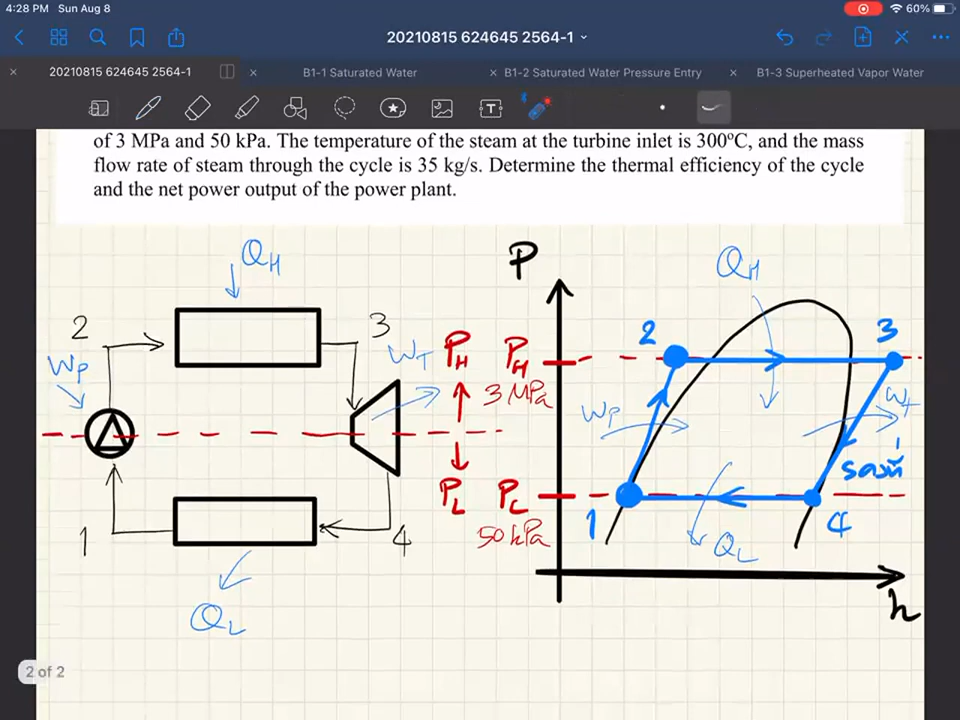 4:28 PM Sun Aug 8
60%
20210815 624645 2564-1
20210815 624645 2564-1
B1-1 Saturated Water
B1-2 Saturated Water Pressure Entry
B1-3 Superheated Vapor Water
of 3 MPa and 50 kPa. The temperature of the steam at the turbine inlet is 300ºC, and the mass
flow rate of steam through the cycle is 35 kg/s. Determine the thermal efficiency of the cycle
and the net power output of the power plant.
QH
P
QH
2
3
WP
WT
PH
PH
3 MPa
2
3
WP
WT
PL
PL
50 kPa
1
4
1
4
QL
QL
h
2 of 2